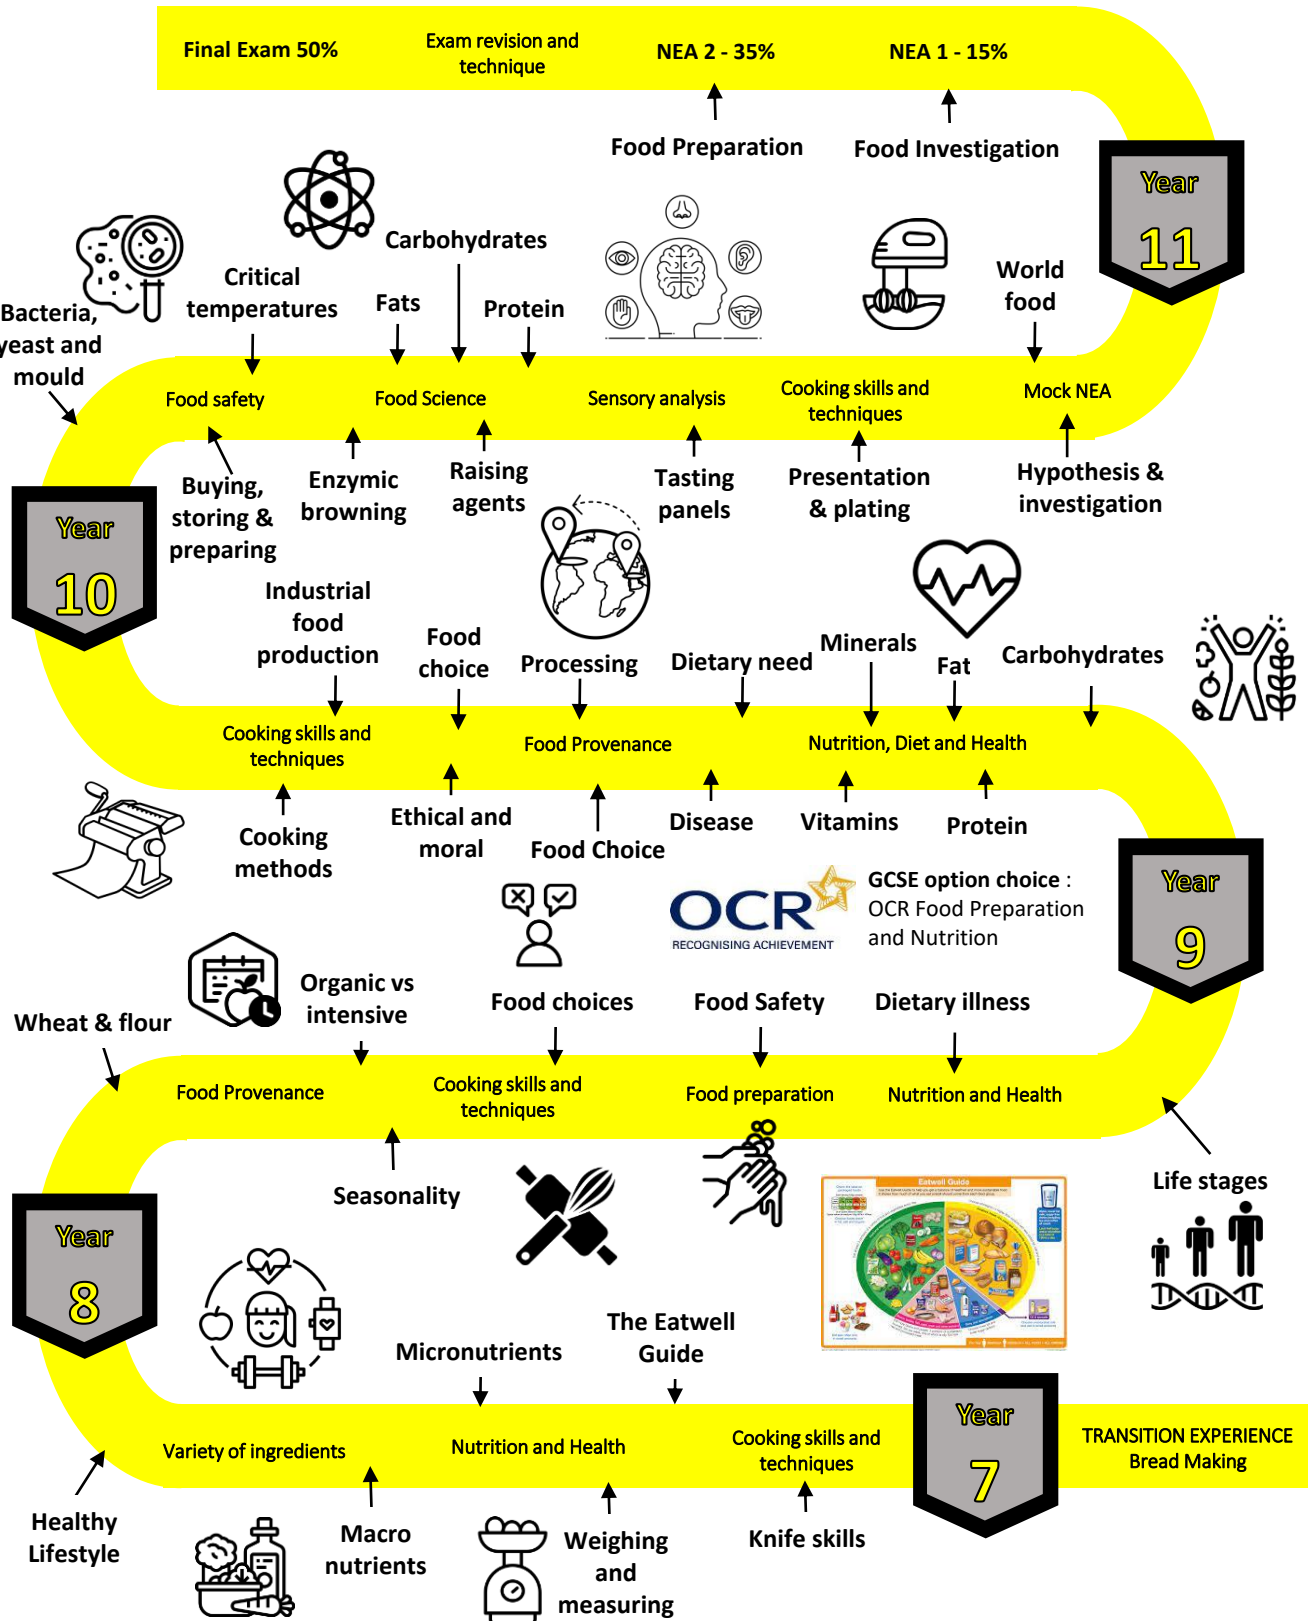 Final Exam 50%
Exam revision and
technique
NEA 2 - 35%
NEA 1 - 15%
Food Preparation
Food Investigation
Year
11
Bacteria,
yeast and
mould
Critical
temperatures
Carbohydrates
Fats
Protein
World
food
Food safety
Food Science
Sensory analysis
Cooking skills and
techniques
Mock NEA
Buying,
storing &
preparing
Enzymic
browning
Raising
agents
Tasting
panels
Presentation
& plating
Hypothesis &
investigation
Year
10
Industrial
food
production
Food
choice
Processing
Dietary need
Minerals
Fat
Carbohydrates
Cooking skills and
techniques
Food Provenance
Nutrition, Diet and Health
Cooking
methods
Ethical and
moral
Food Choice
Disease
Vitamins
Protein
OCR
RECOGNISING ACHIEVEMENT
GCSE option choice :
OCR Food Preparation
and Nutrition
Year
9
Wheat & flour
Organic vs
intensive
Food choices
Food Safety
Dietary illness
Food Provenance
Cooking skills and
techniques
Food preparation
Nutrition and Health
Seasonality
Life stages
Eatwell Guide
Year
8
Micronutrients
The Eatwell
Guide
Variety of ingredients
Nutrition and Health
Cooking skills and
techniques
Year
7
TRANSITION EXPERIENCE
Bread Making
Healthy
Lifestyle
Macro
nutrients
Weighing
and
measuring
Knife skills